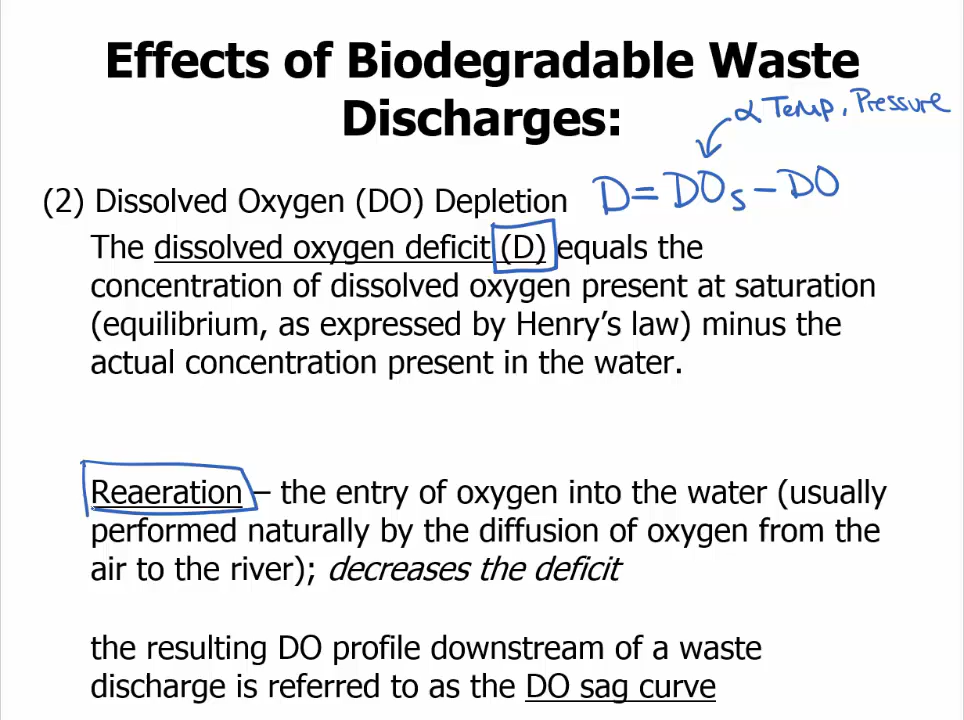 Effects of Biodegradable Waste
Discharges:
α Temp, Pressure
(2) Dissolved Oxygen (DO) Depletion
D = DOs - DO
The dissolved oxygen deficit (D) equals the
concentration of dissolved oxygen present at saturation
(equilibrium, as expressed by Henry’s law) minus the
actual concentration present in the water.
Reaeration – the entry of oxygen into the water (usually
performed naturally by the diffusion of oxygen from the
air to the river); decreases the deficit
the resulting DO profile downstream of a waste
discharge is referred to as the DO sag curve